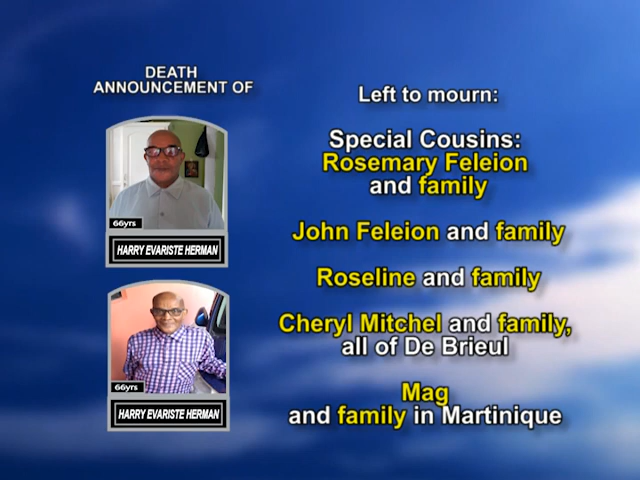 DEATH
ANNOUNCEMENT OF
66yrs
HARRY EVARISTE HERMAN
66yrs
HARRY EVARISTE HERMAN
Left to mourn:
Special Cousins:
Rosemary Feleion
and family
John Feleion and family
Roseline and family
Cheryl Mitchel and family,
all of De Brieul
Mag
and family in Martinique